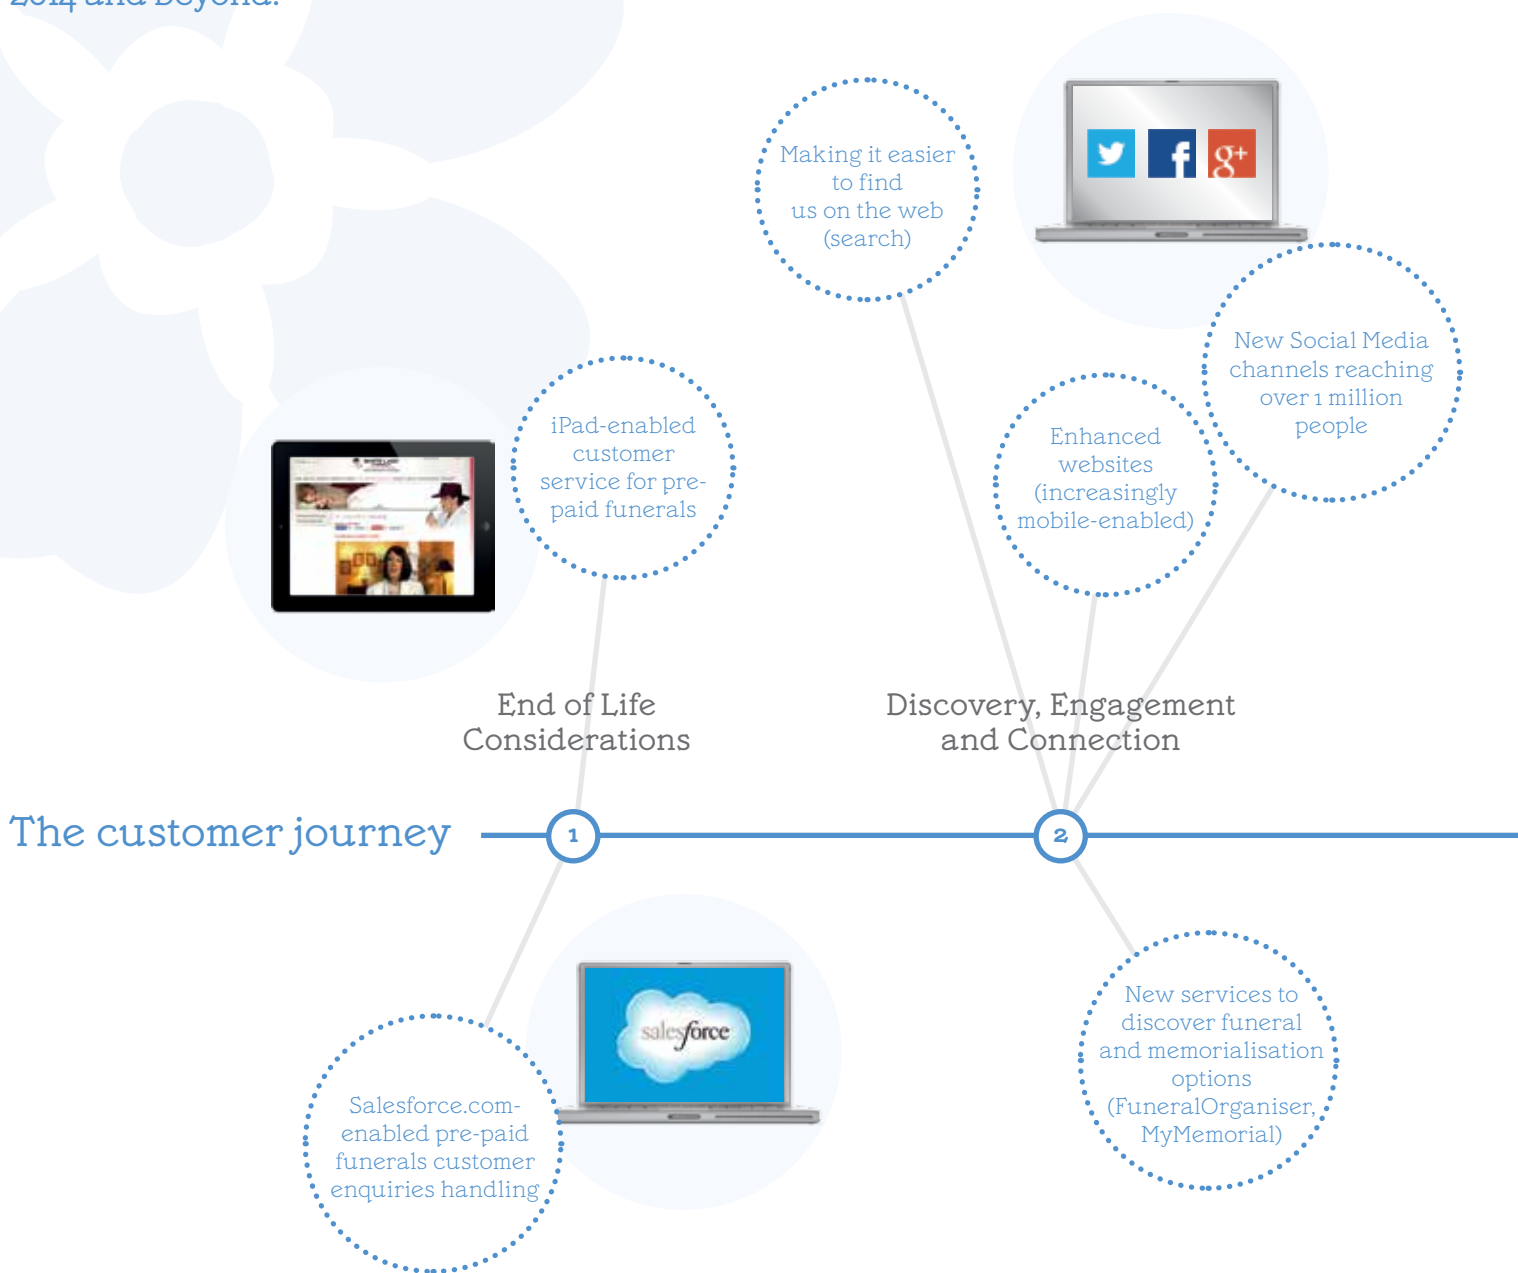 2014 and Beyond.
Making it easier
to find
us on the web
(search)
g+
New Social Media
channels reaching
over 1 million
people
iPad-enabled
customer
service for pre-
paid funerals
Enhanced
websites
(increasingly
mobile-enabled)
End of Life
Considerations
Discovery, Engagement
and Connection
The customer journey
1
2
salesforce
Salesforce.com-
enabled pre-paid
funerals customer
enquiries handling
New services to
discover funeral
and memorialisation
options
(FuneralOrganiser,
MyMemorial)